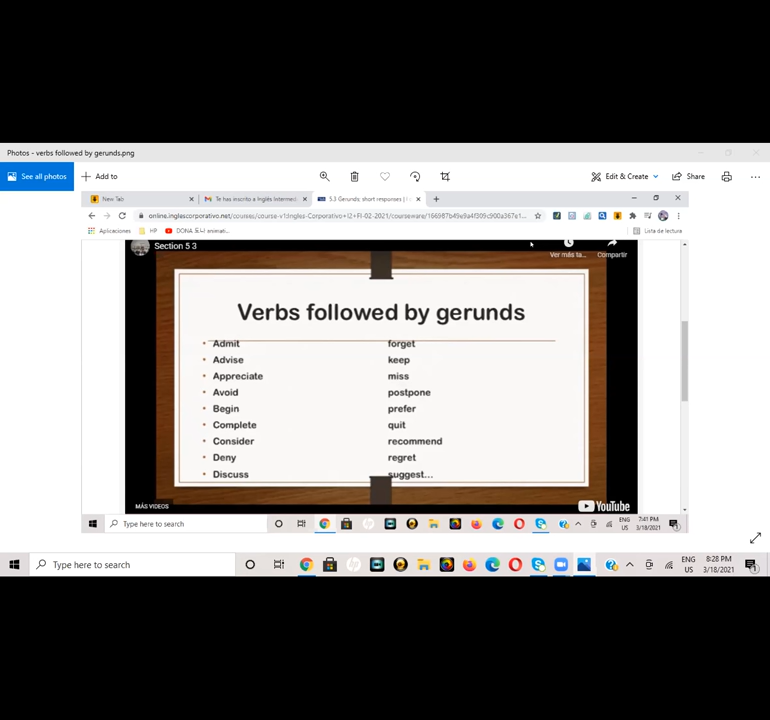 Photos - verbs followed by gerunds.png
See all photos
Add to
Edit & Create
Share
New Tab
Te has inscrito a Inglés Intermed
5.3 Gerunds; short responses |
online.inglescorporativo.net/courses/course-v1:Ingles-Corporativo+I2+FI-02-2021/courseware/166987b49e9a4f309c900a367e1...
Aplicaciones
HP
DONA 도나 animati...
Lista de lectura
Section 5 3
Ver más ta...
Compartir
Verbs followed by gerunds
• Admit forget
• Advise keep
• Appreciate miss
• Avoid postpone
• Begin prefer
• Complete quit
• Consider recommend
• Deny regret
• Discuss suggest...
MÁS VIDEOS
YouTube
Type here to search
ENG
US
7:41 PM
3/18/2021
Type here to search
ENG
US
8:28 PM
3/18/2021